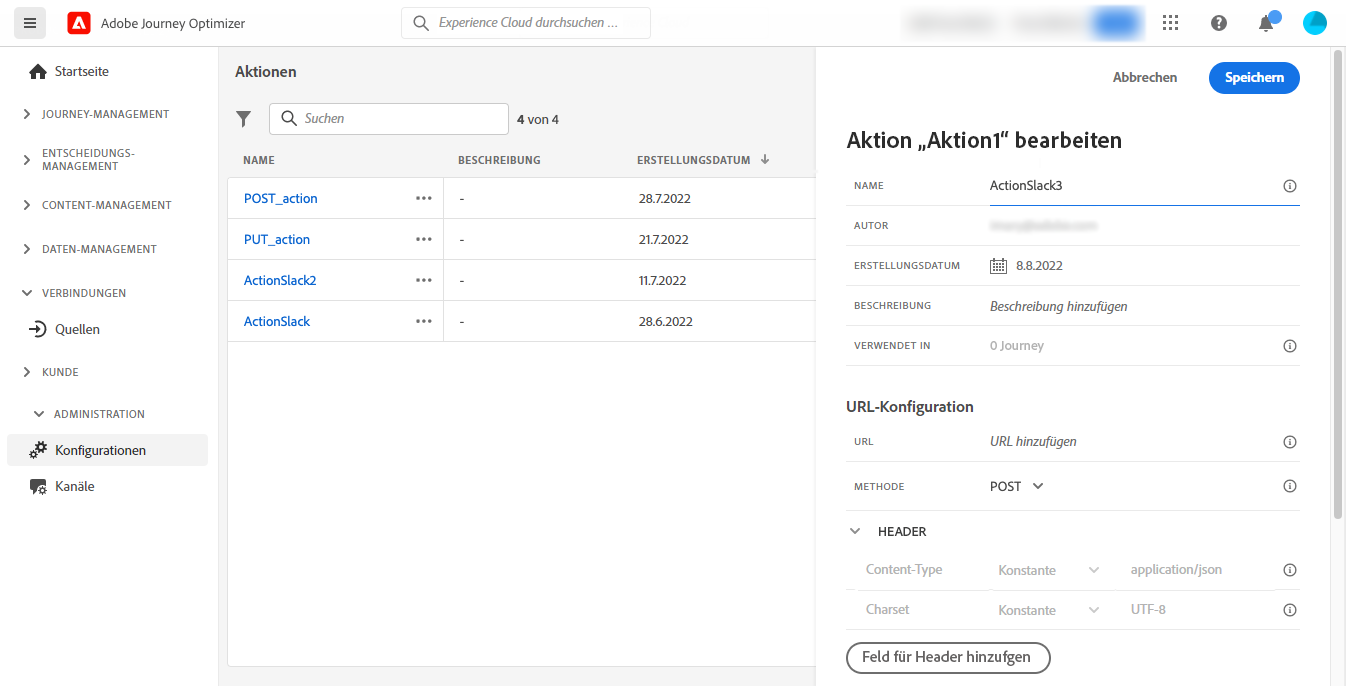 Adobe Journey Optimizer
Experience Cloud durchsuchen ...
Startseite
JOURNEY-MANAGEMENT
ENTSCHEIDUNGS-
MANAGEMENT
CONTENT-MANAGEMENT
DATEN-MANAGEMENT
VERBINDUNGEN
Quellen
KUNDE
ADMINISTRATION
Konfigurationen
Kanäle
Aktionen
Suchen
4 von 4
NAME BESCHREIBUNG ERSTELLUNGSDATUM
POST_action - 28.7.2022
PUT_action - 21.7.2022
ActionSlack2 - 11.7.2022
ActionSlack - 28.6.2022
Abbrechen Speichern
Aktion „Aktion1“ bearbeiten
NAME ActionSlack3
AUTOR
ERSTELLUNGSDATUM 8.8.2022
BESCHREIBUNG Beschreibung hinzufügen
VERWENDET IN 0 Journey
URL-Konfiguration
URL URL hinzufügen
METHODE POST
HEADER
Content-Type Konstante application/json
Charset Konstante UTF-8
Feld für Header hinzufgen